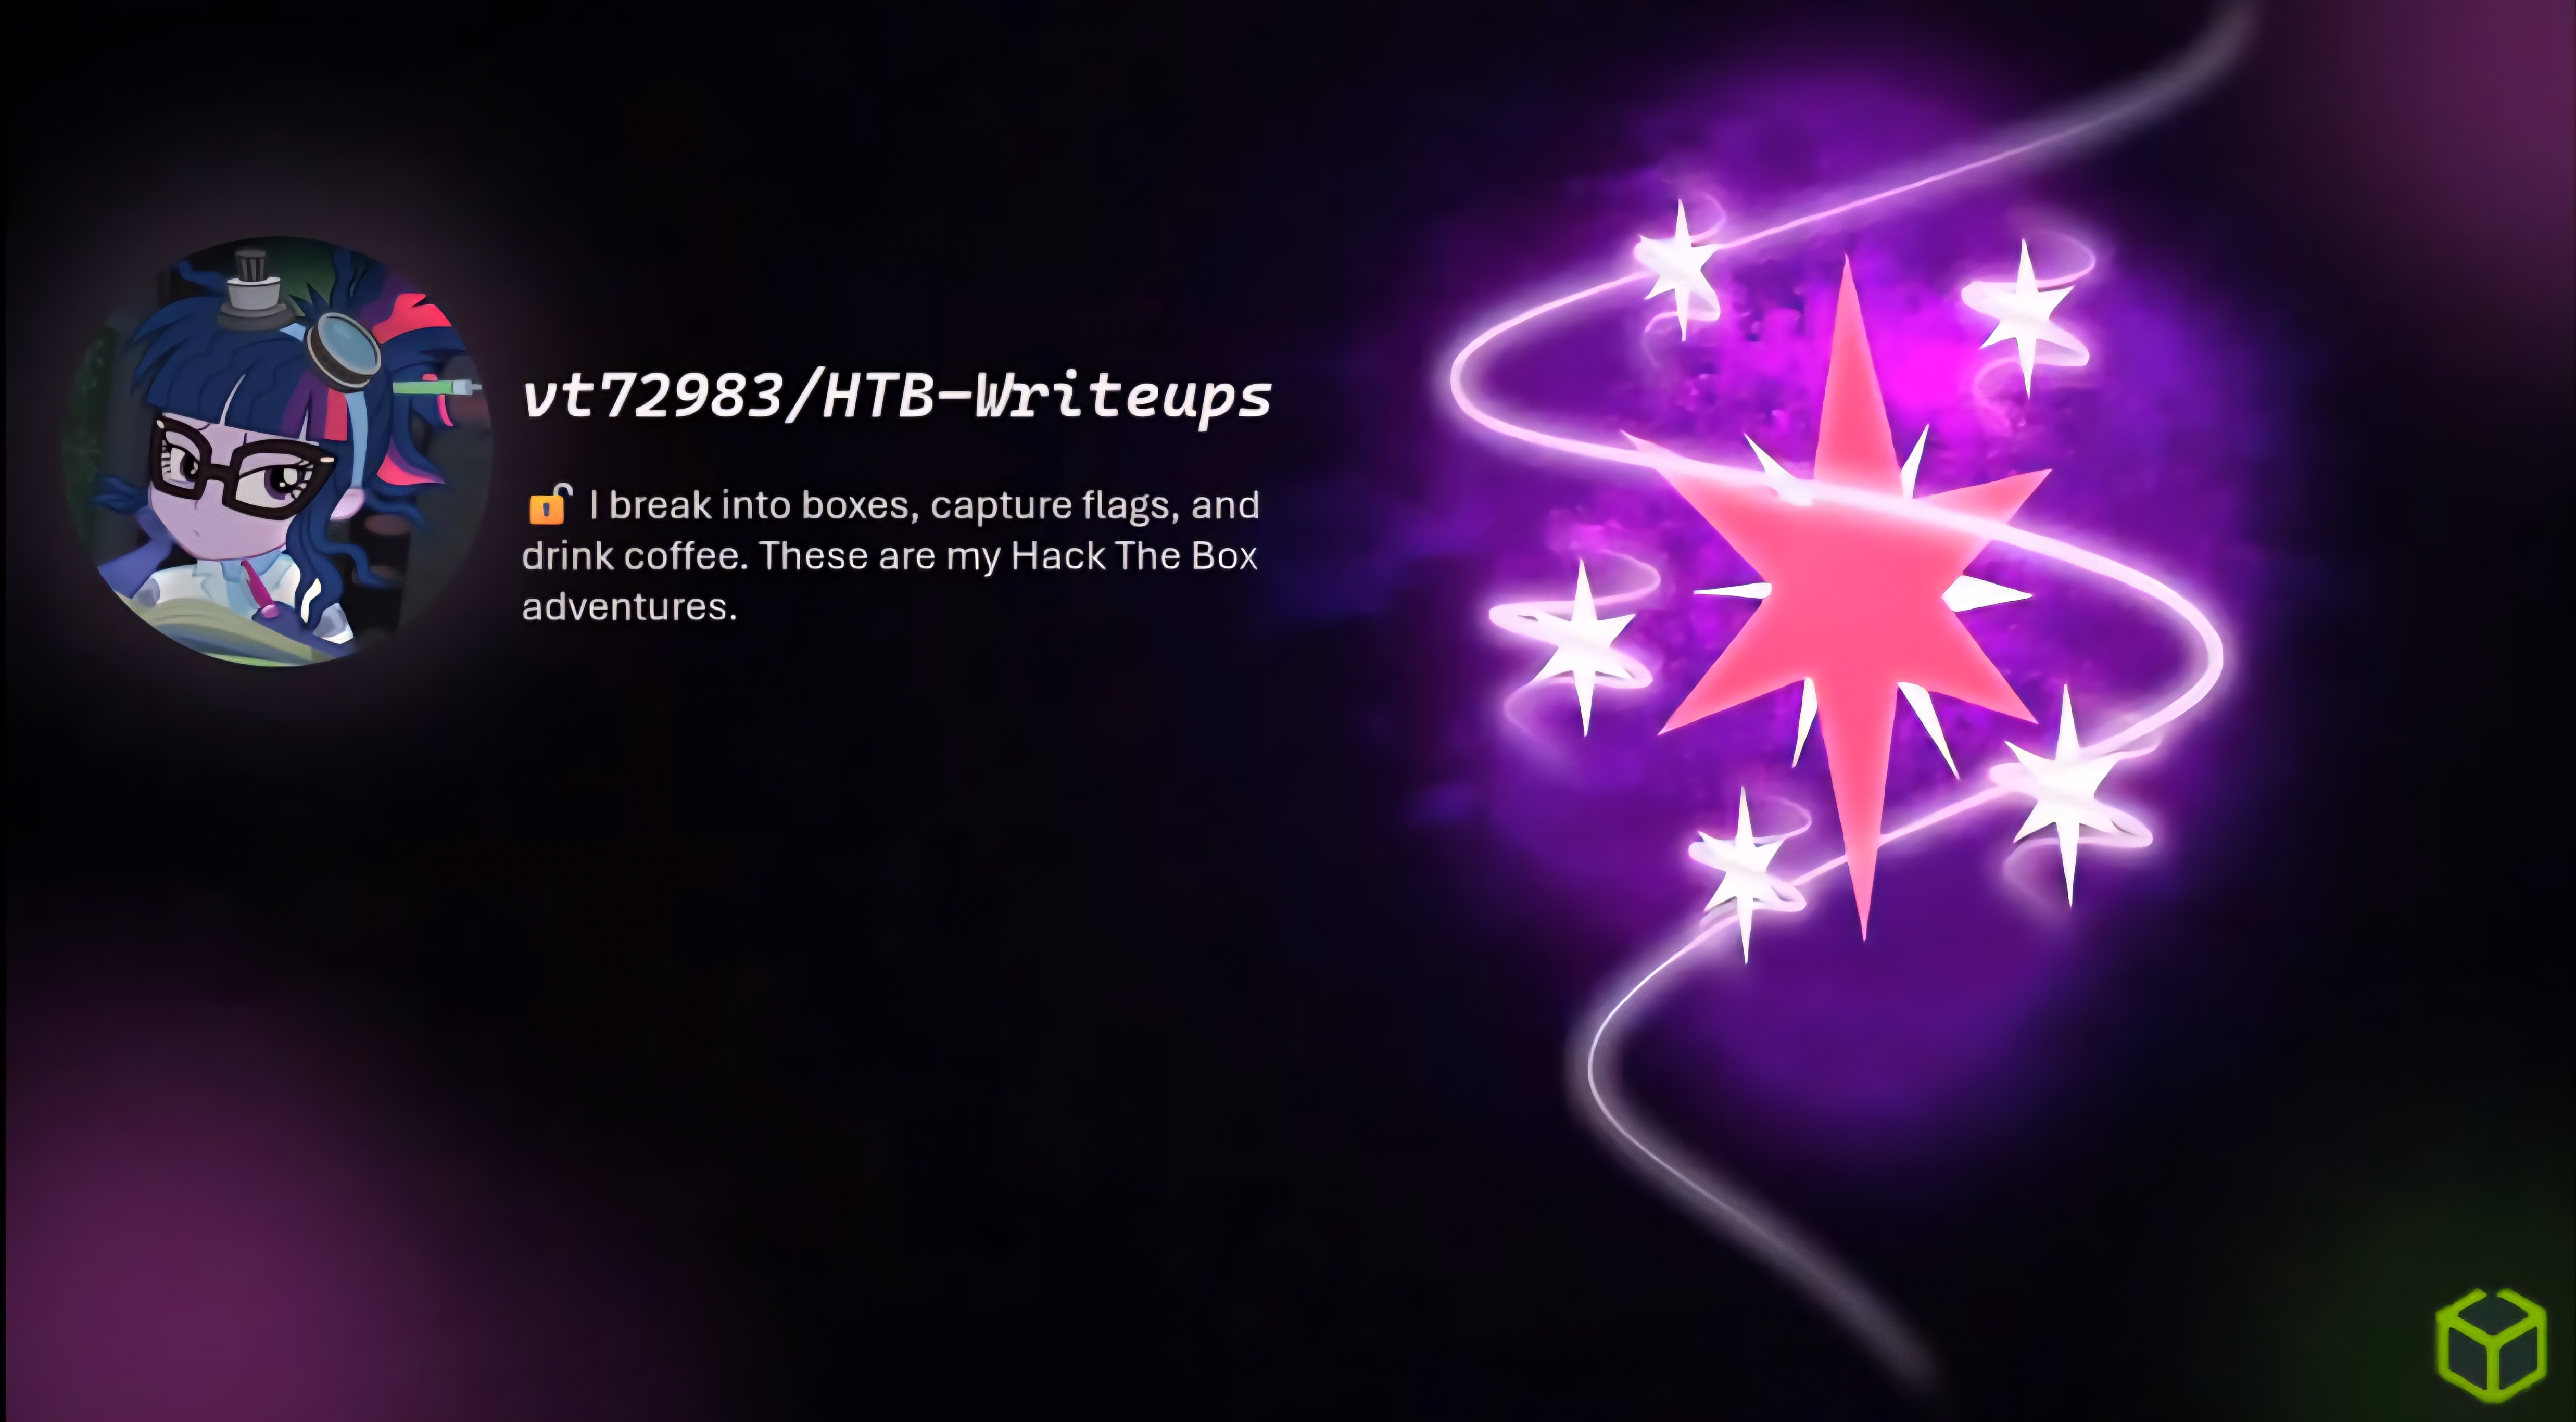 vt72983/HTB-Writeups
🔓 I break into boxes, capture flags, and
drink coffee. These are my Hack The Box
adventures.